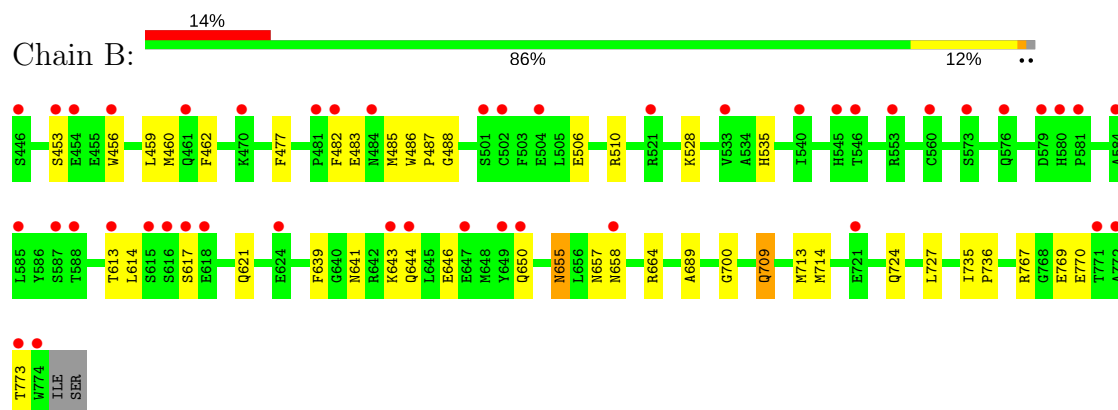 14%
Chain B:
86% 12% ••
S446 S453 E454 E455 W456 L459 M460 Q461 F462 K470 F477 P481 F482 E483 N484 M485 W486 P487 G488 S501 C502 F503 E504 L505 E506 R510 R521 K528 V533 A534 H535 I540 H545 T546 R553 C560 S573 Q576 D579 H580 P581 A584
L585 Y586 S587 T588 T613 L614 S615 S616 S617 E618 Q621 E624 F639 G640 N641 R642 K643 Q644 L645 E646 E647 M648 Y649 Q650 N655 L656 N657 N658 R664 A689 G700 Q709 M713 M714 E721 Q724 L727 I735 P736 R767 G768 E769 E770 T771 A772
T773 W774 ILE SER